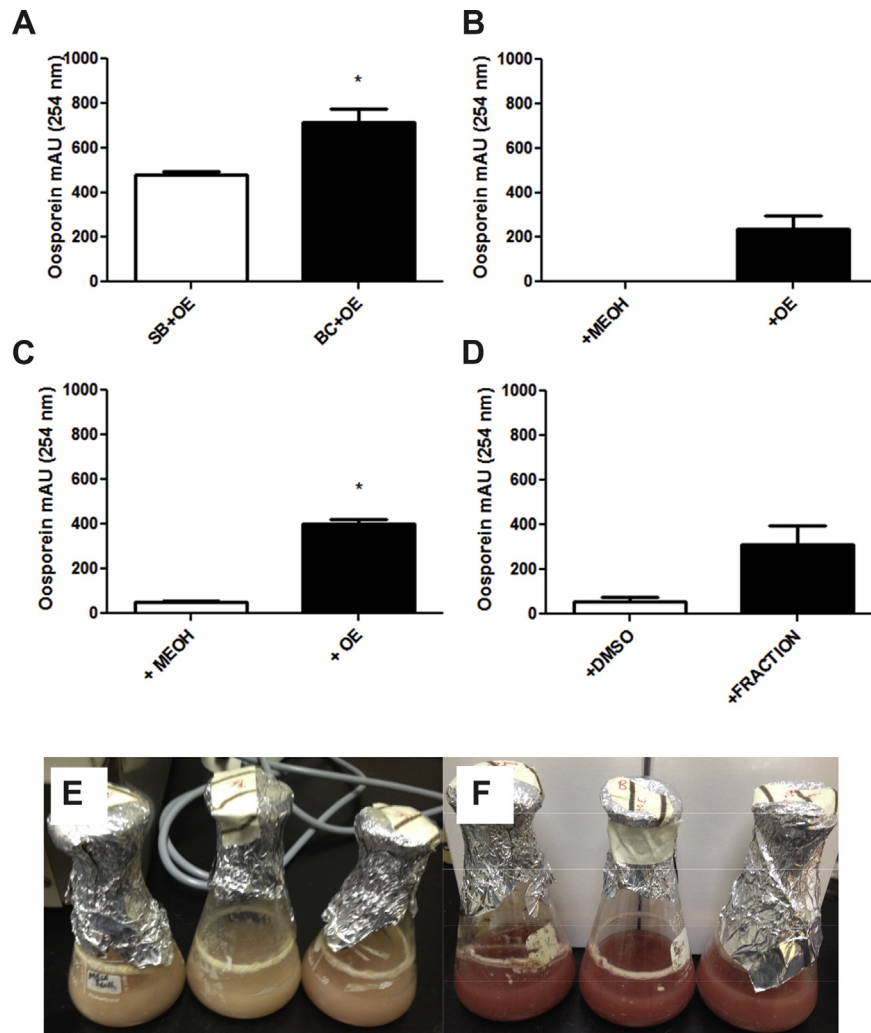 A
Oosporein mAU (254 nm)
1000
800
600
400
200
0
*
SB+OE
BC+OE
B
Oosporein mAU (254 nm)
1000
800
600
400
200
0
+MEOH
+OE
C
Oosporein mAU (254 nm)
1000
800
600
400
200
0
*
+ MEOH
+ OE
D
Oosporein mAU (254 nm)
1000
800
600
400
200
0
+DMSO
+FRACTION
E
F